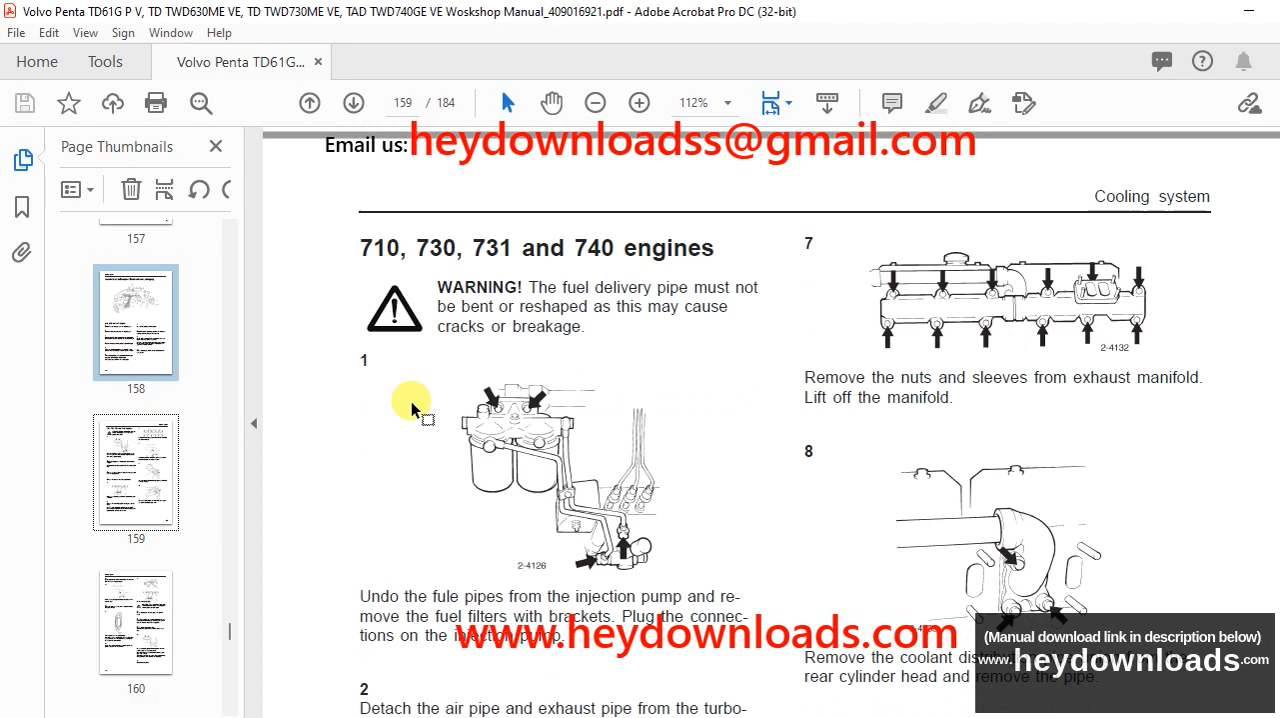 Volvo Penta TD61G P V, TD TWD630ME VE, TD TWD730ME VE, TAD TWD740GE VE Woskshop Manual_409016921.pdf - Adobe Acrobat Pro DC (32-bit)
File Edit View Sign Window Help
Home Tools Volvo Penta TD61G... ×
159 / 184 112%
Page Thumbnails
157
158
159
160
Email us: heydownloadss@gmail.com
Cooling system
710, 730, 731 and 740 engines
WARNING! The fuel delivery pipe must not
be bent or reshaped as this may cause
cracks or breakage.
1
2-4126
Undo the fule pipes from the injection pump and re-
move the fuel filters with brackets. Plug the connec-
tions on the injection pump.
2
Detach the air pipe and exhaust pipe from the turbo-
7
2-4132
Remove the nuts and sleeves from exhaust manifold.
Lift off the manifold.
8
Remove the coolant
rear cylinder head and remove the pipe.
www.heydownloads.com
(Manual download link in description below)
www.heydownloads.com